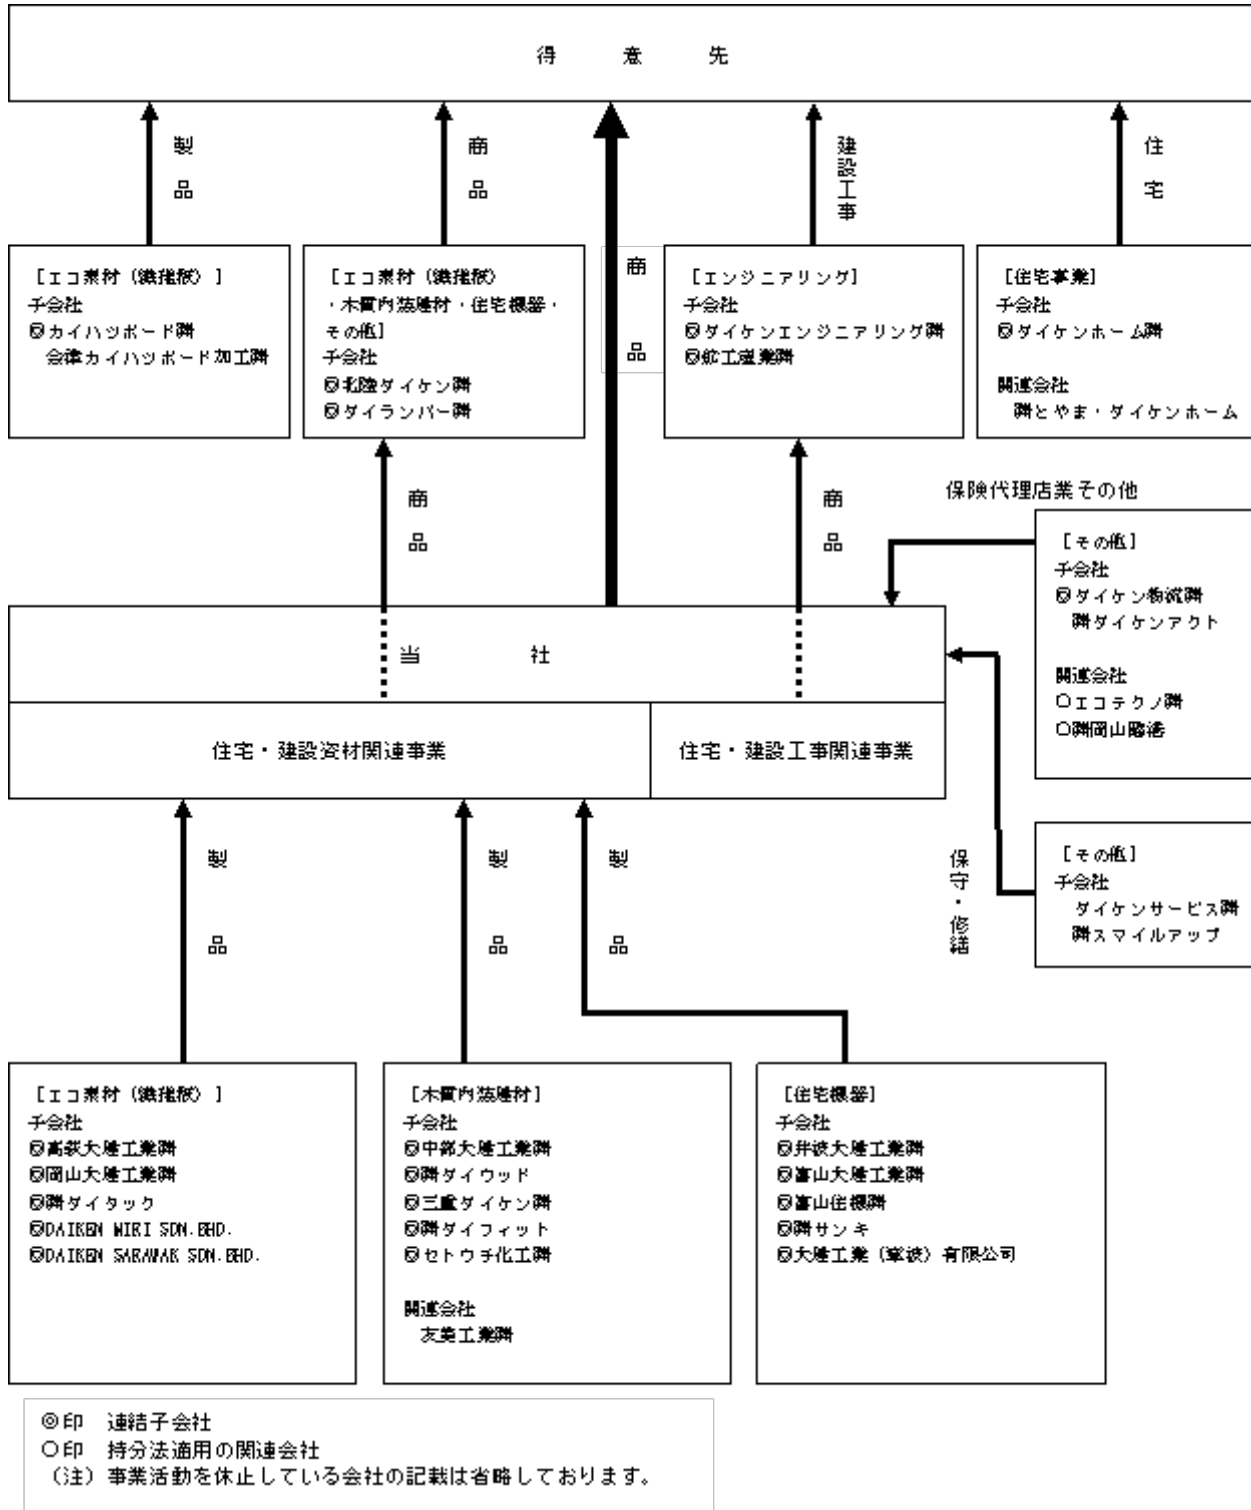 得意先
製品
商品
商品
建設工事
住宅
[エコ素材（繊維板）]
子会社
◎カイハツボード㈱
会津カイハツボード加工㈱
[エコ素材（繊維板）
・木質内装建材・住宅機器・
その他]
子会社
◎北陸ダイケン㈱
◎ダイランバー㈱
[エンジニアリング]
子会社
◎ダイケンエンジニアリング㈱
◎舩工産業㈱
[住宅事業]
子会社
◎ダイケンホーム㈱
関連会社
㈱とやま・ダイケンホーム
商品
商品
保険代理店業その他
[その他]
子会社
◎ダイケン物流㈱
㈱ダイケンアクト
関連会社
○エコテクノ㈱
○㈱岡山臨港
当社
住宅・建設資材関連事業
住宅・建設工事関連事業
製品
製品
製品
保守・修繕
[その他]
子会社
ダイケンサービス㈱
㈱スマイルアップ
[エコ素材（繊維板）]
子会社
◎高萩大建工業㈱
◎岡山大建工業㈱
◎㈱ダイタック
◎DAIKEN MIRI SDN.BHD.
◎DAIKEN SARAWAK SDN.BHD.
[木質内装建材]
子会社
◎中部大建工業㈱
◎㈱ダイウッド
◎三重ダイケン㈱
◎㈱ダイフィット
◎セトウチ化工㈱
関連会社
友美工業㈱
[住宅機器]
子会社
◎井波大建工業㈱
◎富山大建工業㈱
◎富山住機㈱
◎㈱サンキ
◎大建工業（寧波）有限公司
◎印　連結子会社
○印　持分法適用の関連会社
（注）事業活動を休止している会社の記載は省略しております。